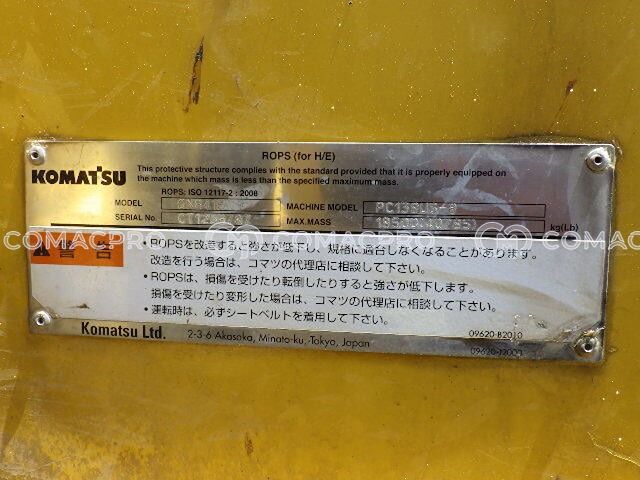 ROPS (for H/E)
KOMATSU
This protective structure complies with the standard provided that it is properly equipped on
the machine which mass is less than the specified maximum mass.
ROPS: ISO 12117-2 : 2008
MODEL MACHINE MODEL
SERIAL No. MAX.MASS kg(Lb)
COMACPRO COMACPRO COMACPRO
警告
・ROPSを改造すると強さが低下し、規格に適合しなくなることがあります。
改造を行う場合は、コマツの代理店に相談して下さい。
・ROPSは、損傷を受けたり転倒したりすると強さが低下します。
損傷を受けたり変形した場合は、コマツの代理店に相談して下さい。
・運転時は、必ずシートベルトを着用して下さい。
Komatsu Ltd. 2-3-6 Akasaka, Minato-ku, Tokyo, Japan
09620-B2010